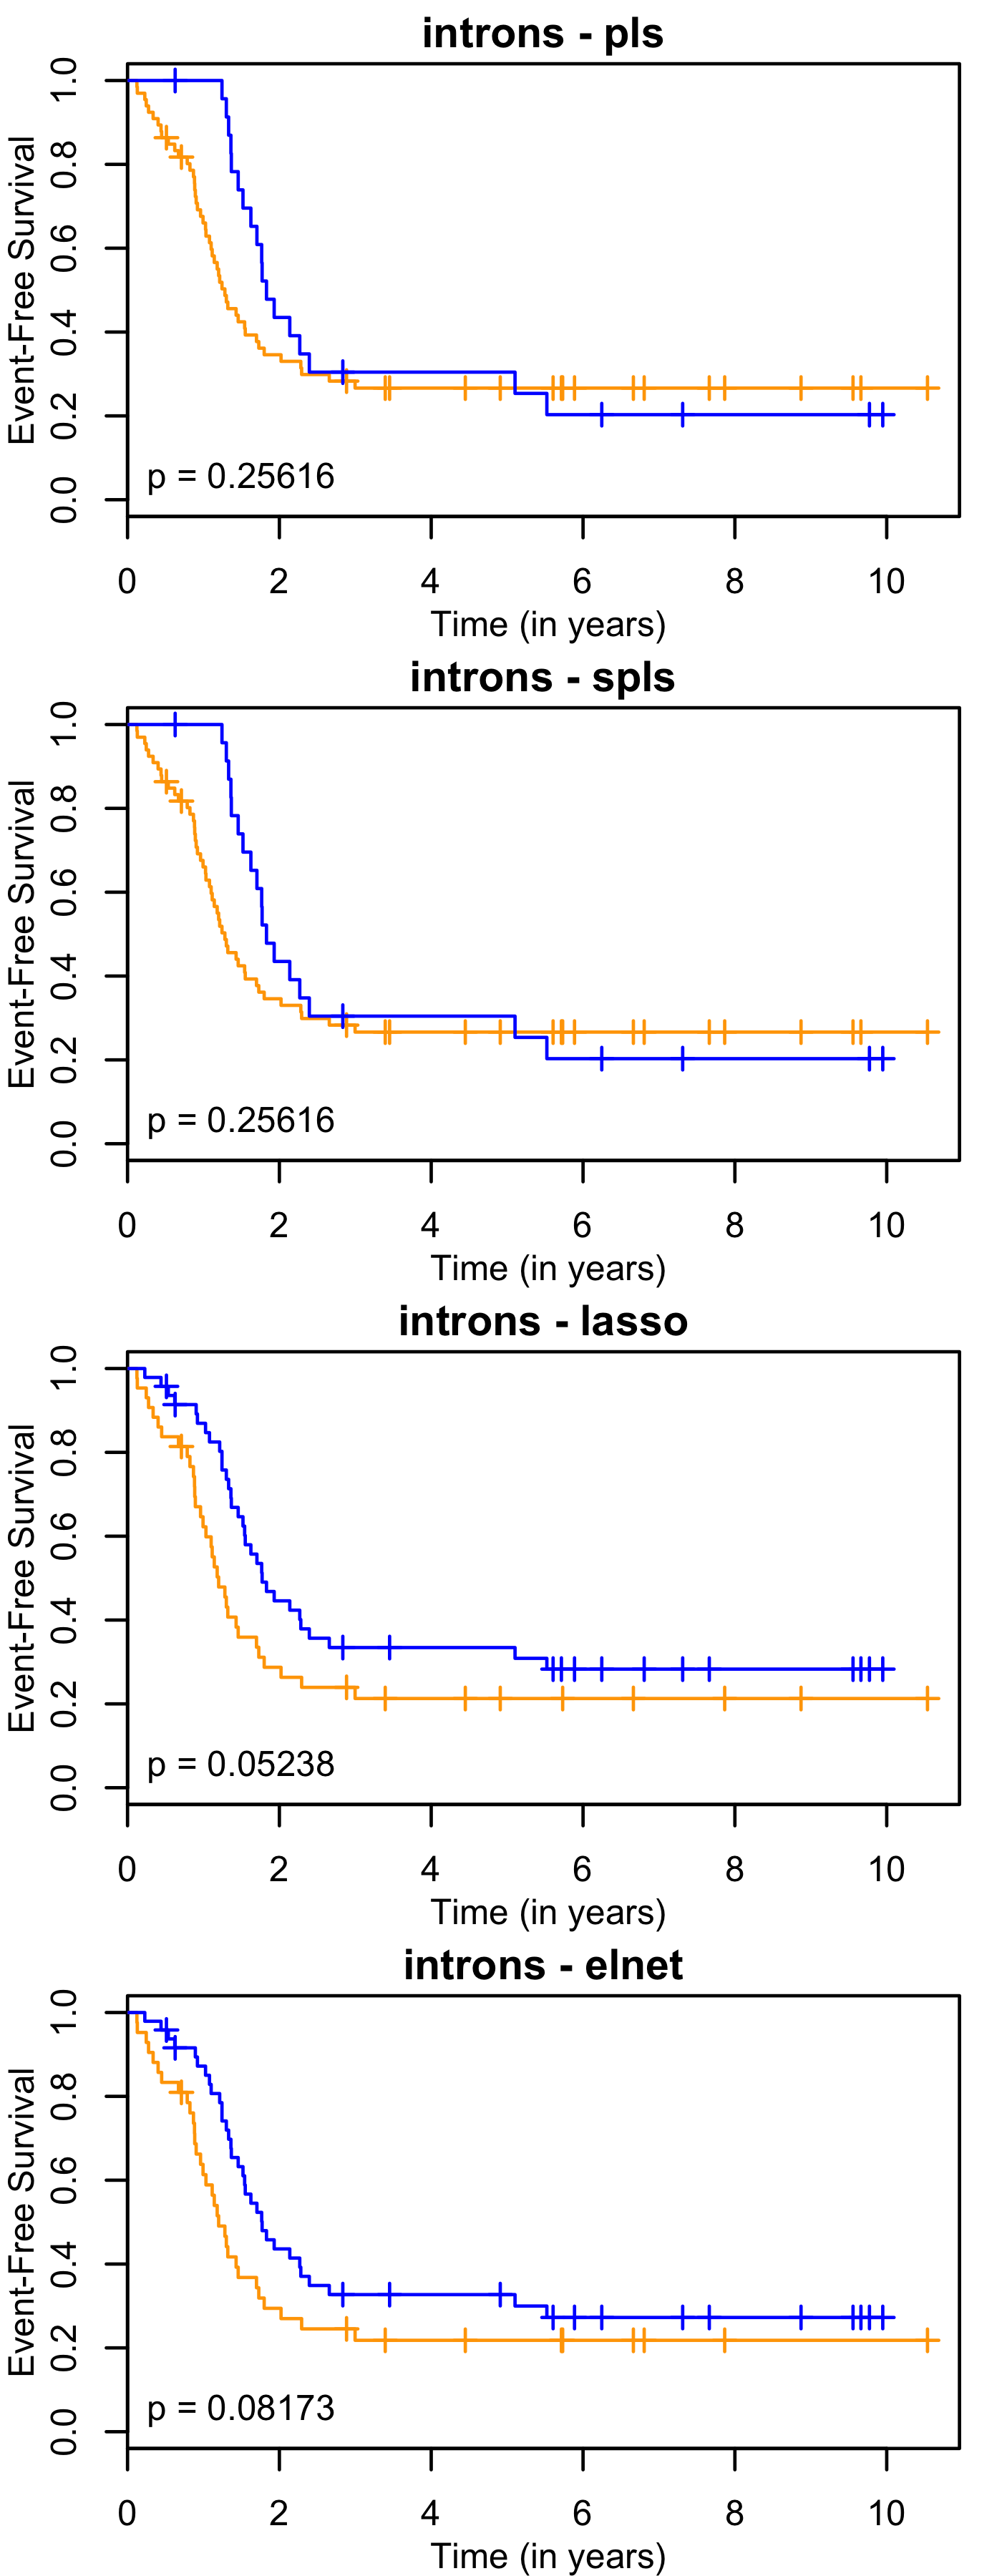 introns - pls
Event-Free Survival
1.0
0.8
0.6
0.4
0.2
0.0
p = 0.25616
0 2 4 6 8 10
Time (in years)
introns - spls
Event-Free Survival
1.0
0.8
0.6
0.4
0.2
0.0
p = 0.25616
0 2 4 6 8 10
Time (in years)
introns - lasso
Event-Free Survival
1.0
0.8
0.6
0.4
0.2
0.0
p = 0.05238
0 2 4 6 8 10
Time (in years)
introns - elnet
Event-Free Survival
1.0
0.8
0.6
0.4
0.2
0.0
p = 0.08173
0 2 4 6 8 10
Time (in years)